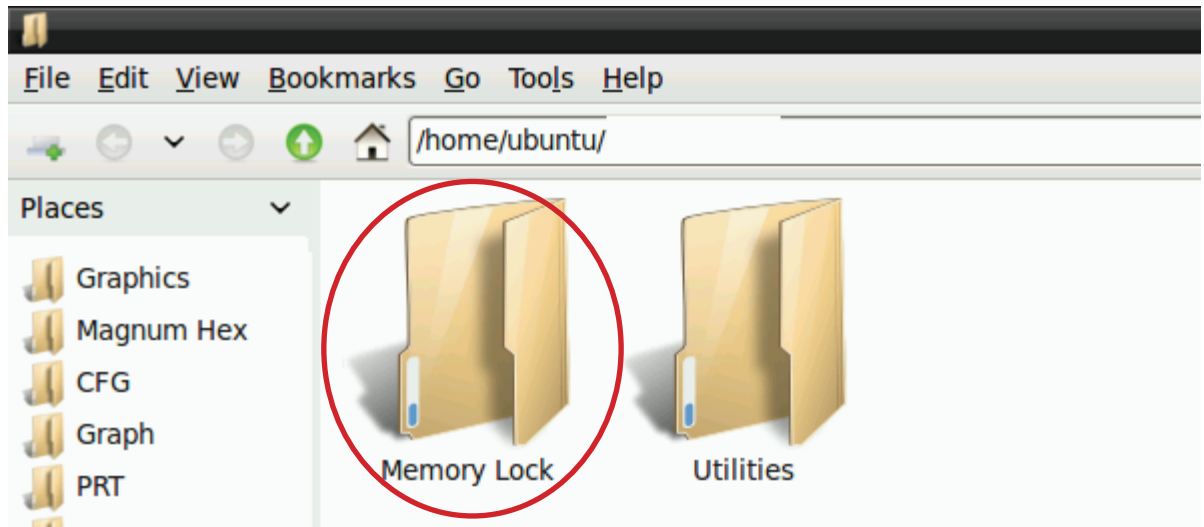 File Edit View Bookmarks Go Tools Help
/home/ubuntu/
Places
Graphics
Magnum Hex
CFG
Graph
PRT
Memory Lock
Utilities